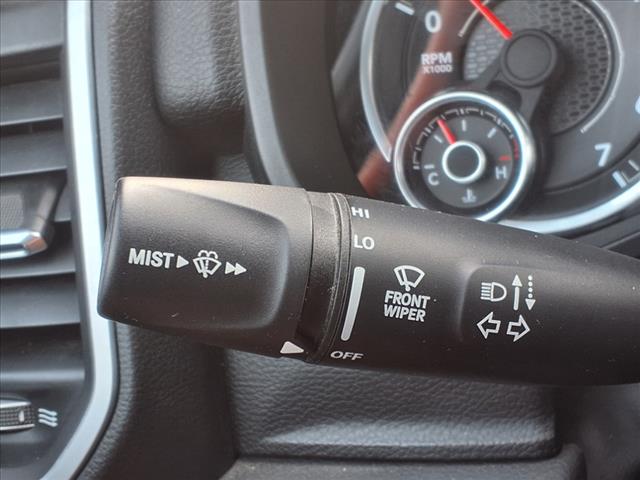 0
RPM
X1000
7
C H
HI
LO
MIST
FRONT
WIPER
OFF